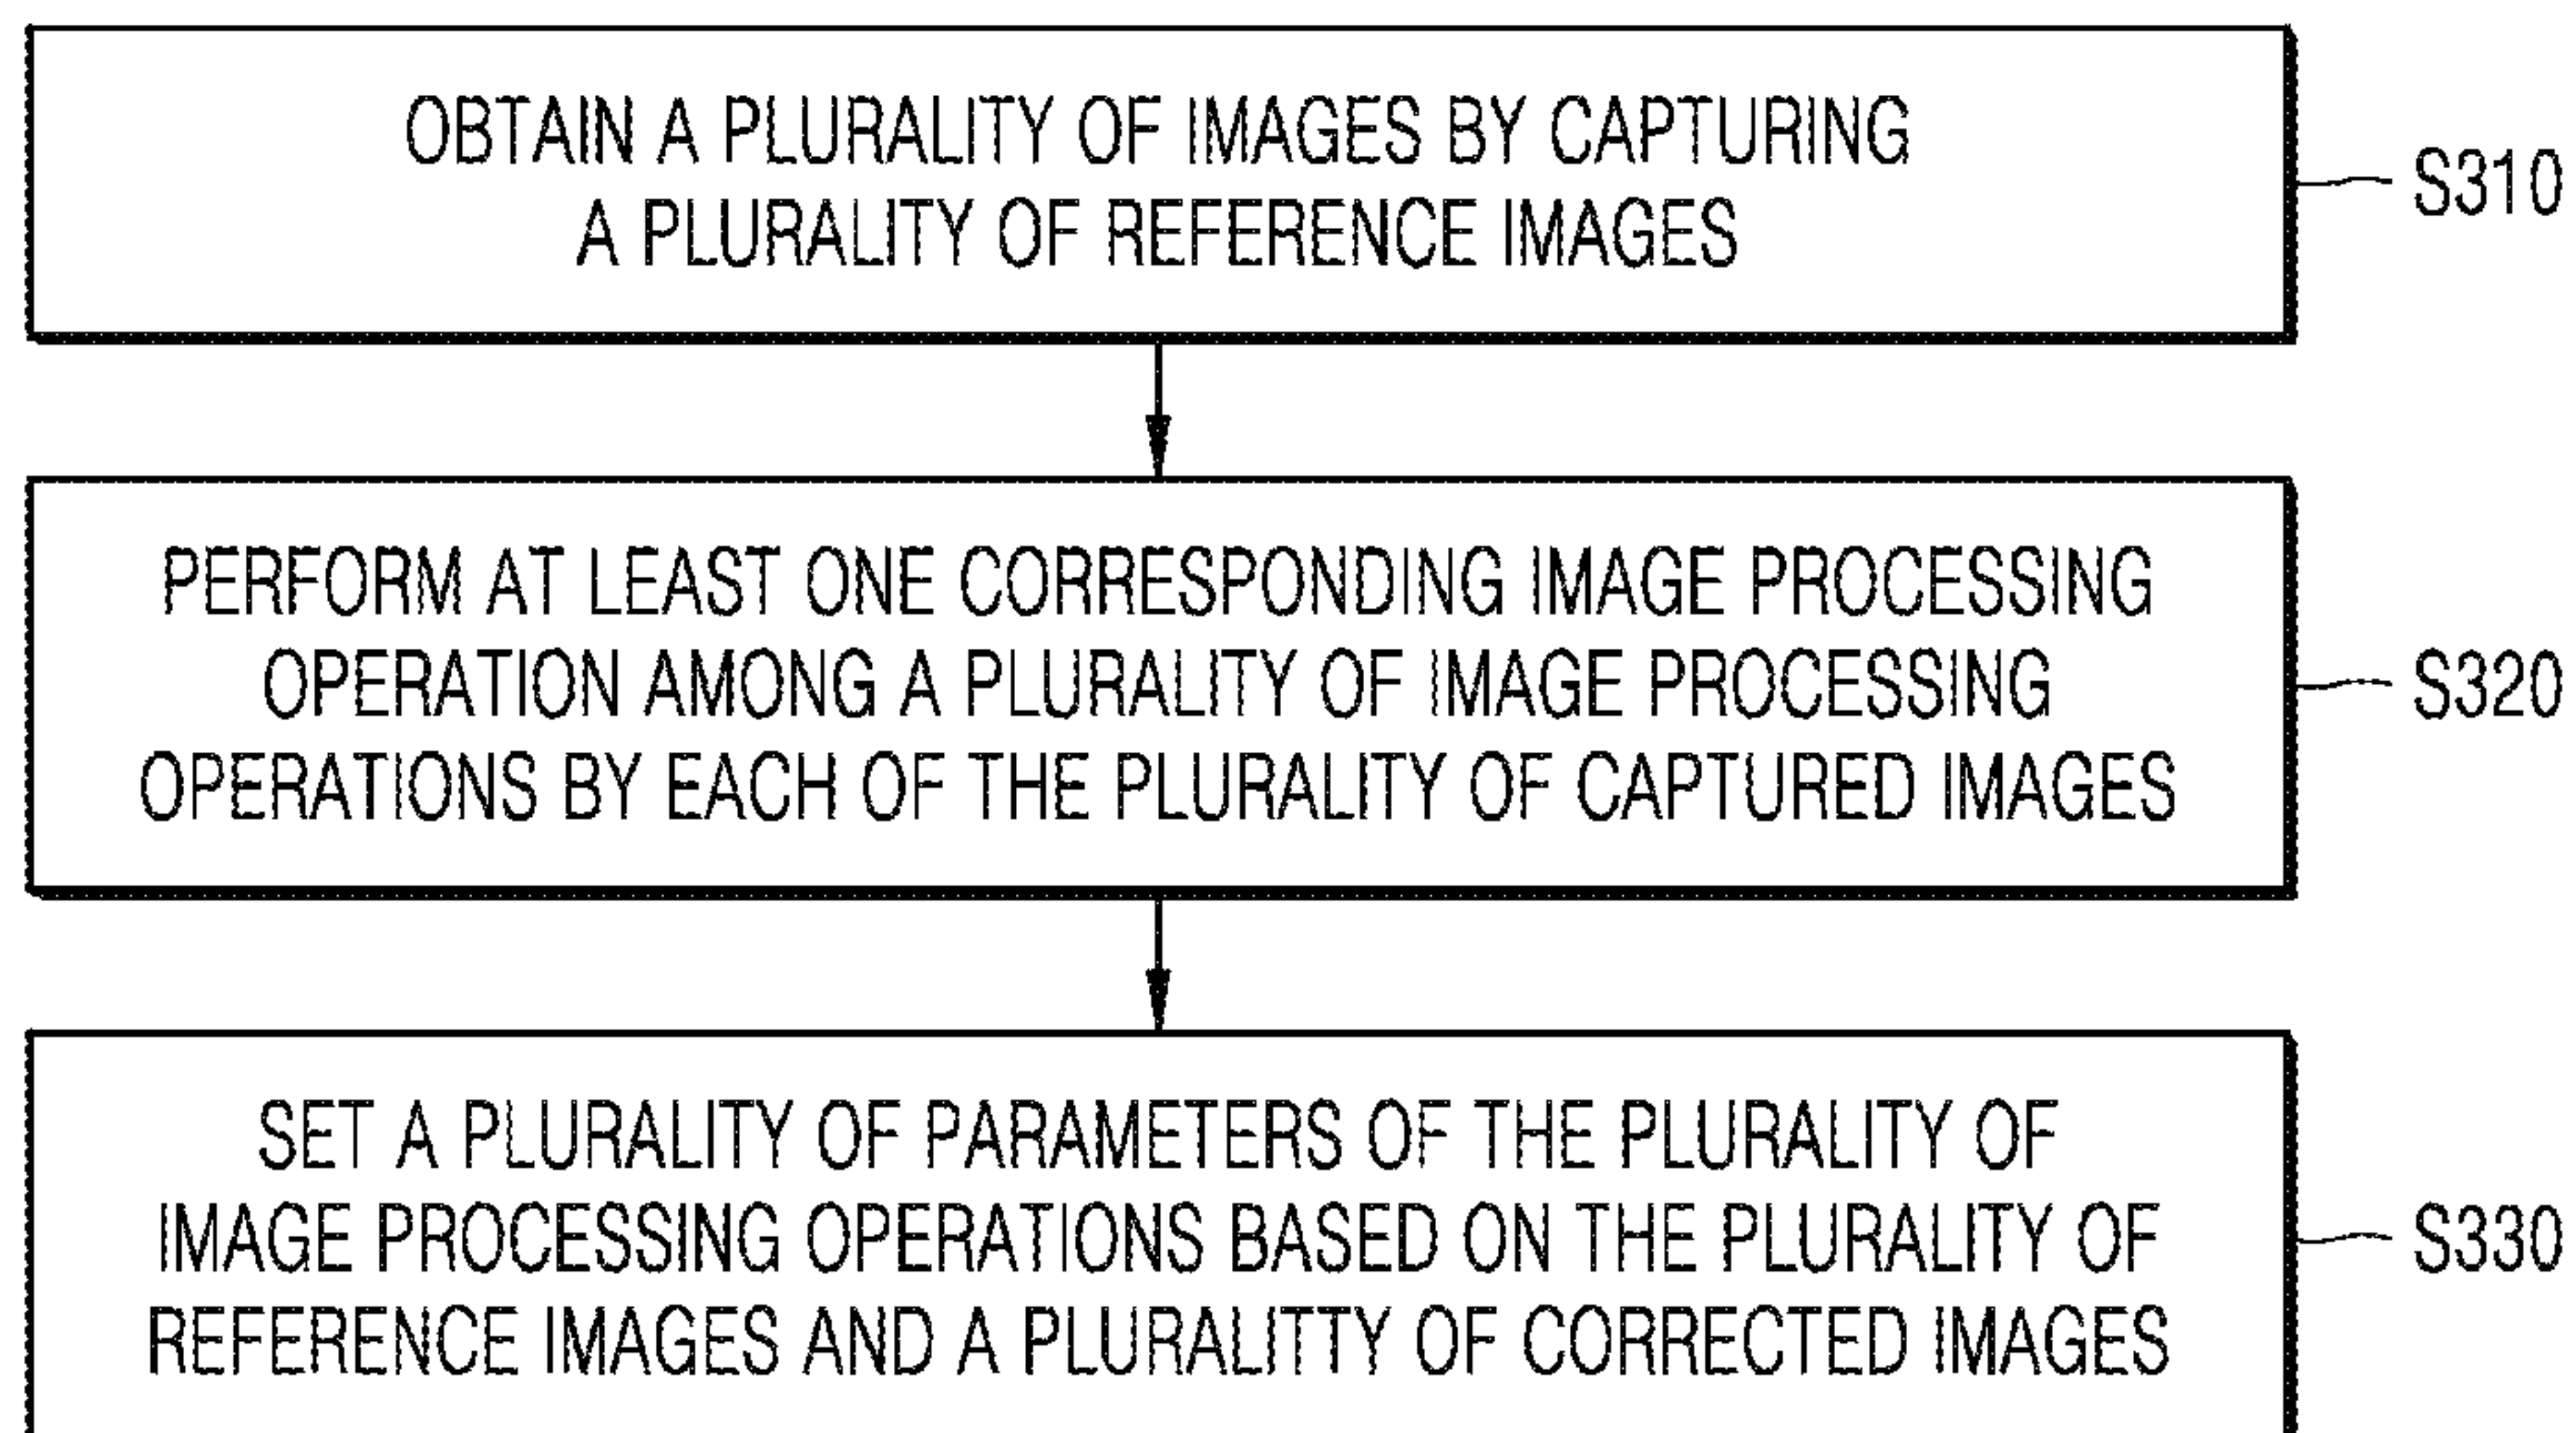 OBTAIN A PLURALITY OF IMAGES BY CAPTURING
A PLURALITY OF REFERENCE IMAGES
S310
PERFORM AT LEAST ONE CORRESPONDING IMAGE PROCESSING
OPERATION AMONG A PLURALITY OF IMAGE PROCESSING
OPERATIONS BY EACH OF THE PLURALITY OF CAPTURED IMAGES
S320
SET A PLURALITY OF PARAMETERS OF THE PLURALITY OF
IMAGE PROCESSING OPERATIONS BASED ON THE PLURALITY OF
REFERENCE IMAGES AND A PLURALITTY OF CORRECTED IMAGES
S330